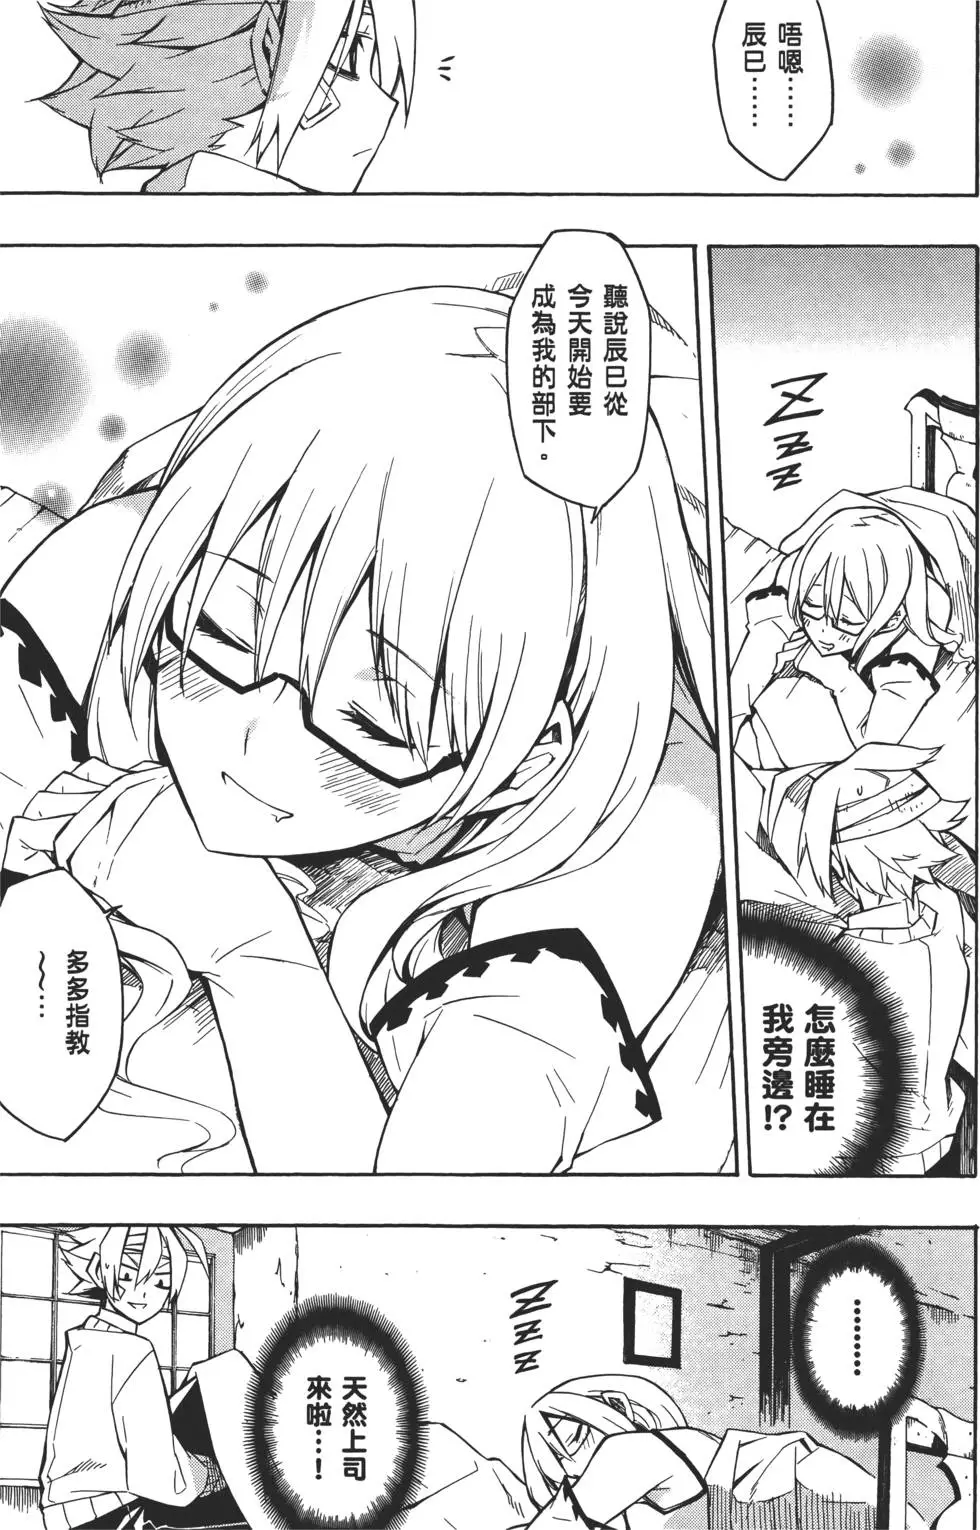 唔嗯……
辰巳……
ZZZ
怎麼睡在
我旁邊!?
聽說辰巳從
今天開始要
成為我的部下。
多多指教
～…
………
ZZZ
天然上司
來啦…！